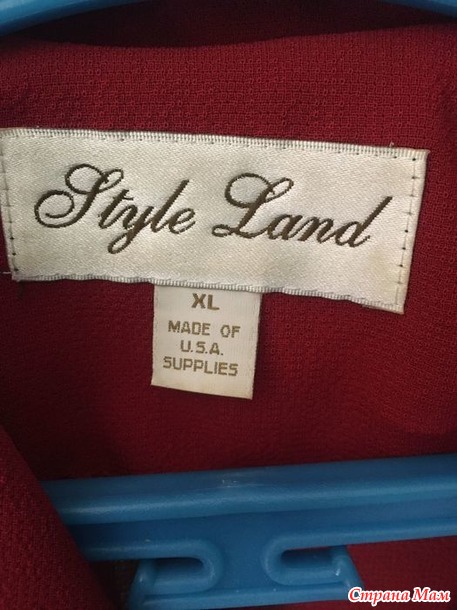 Style Land
XL
MADE OF
U.S.A.
SUPPLIES
Страна Мам